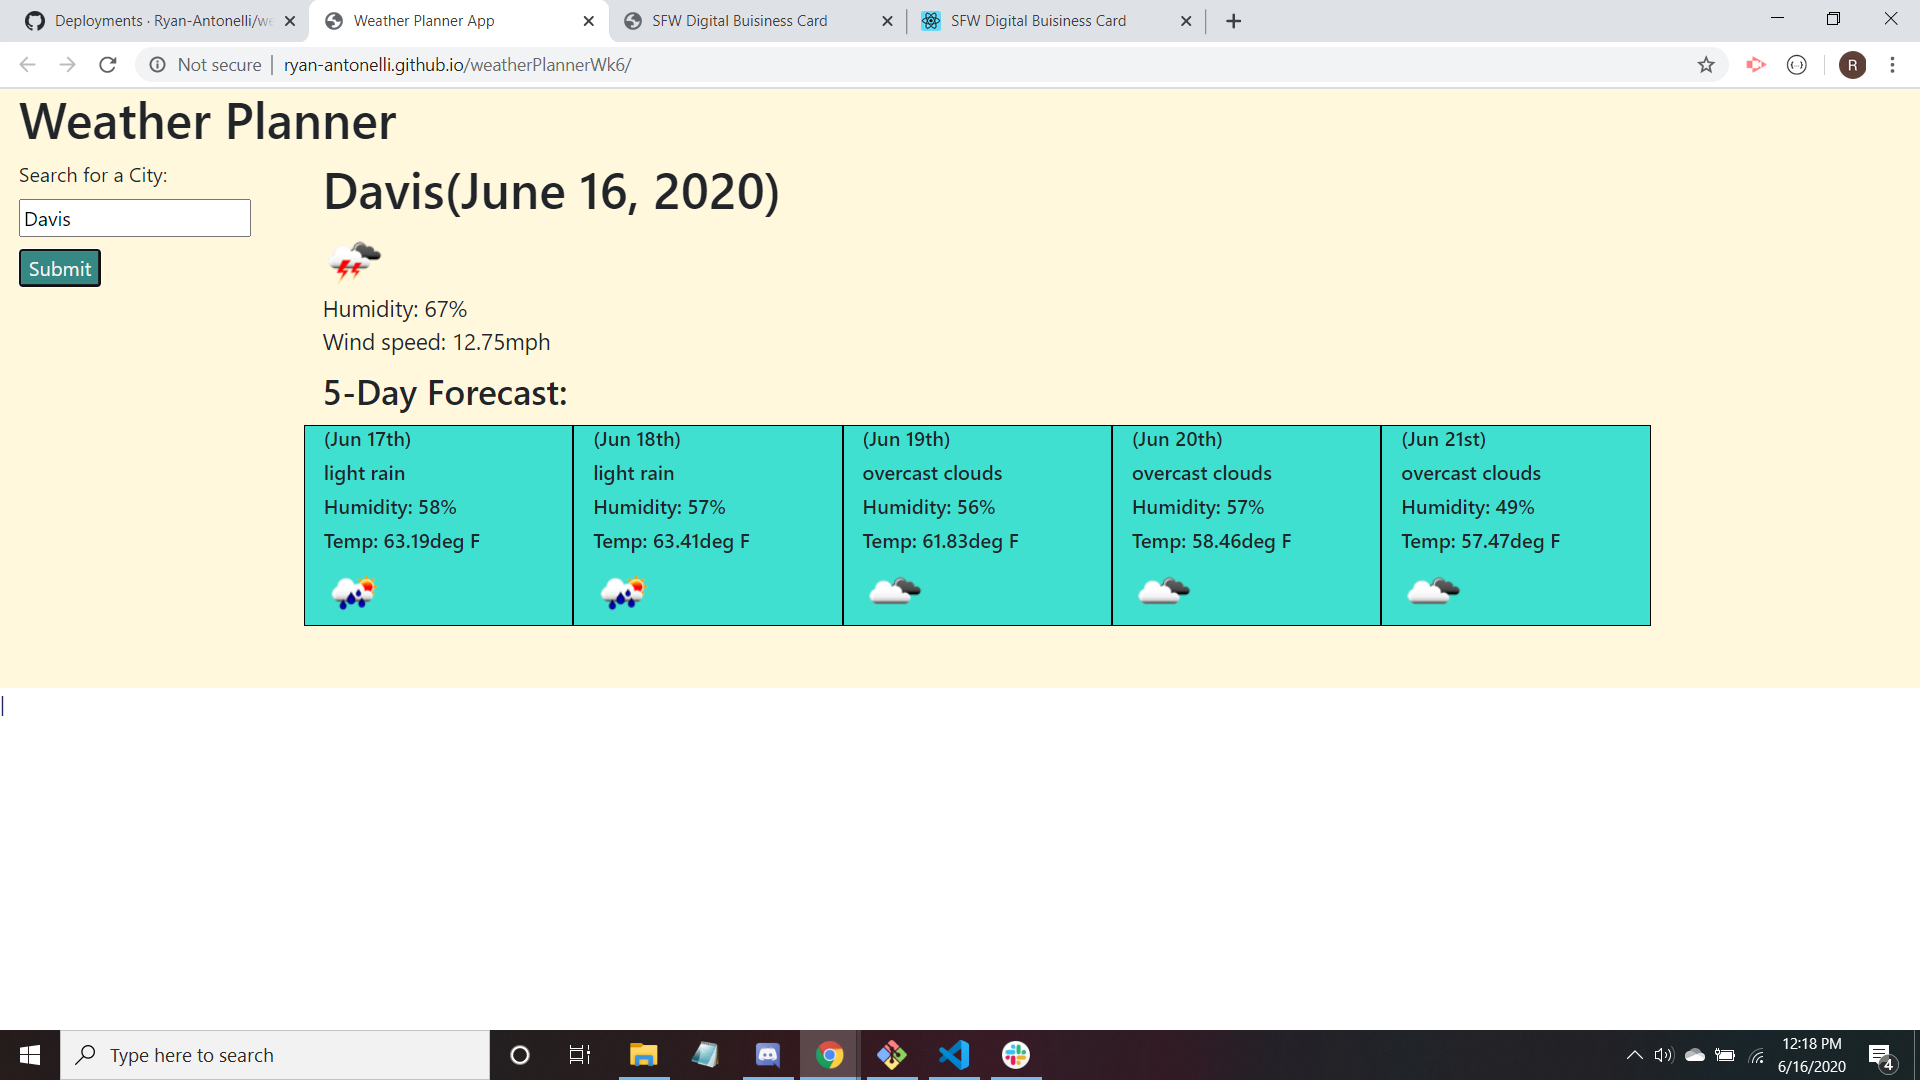 Deployments · Ryan-Antonelli/we
Weather Planner App
SFW Digital Buisiness Card
SFW Digital Buisiness Card
Not secure
ryan-antonelli.github.io/weatherPlannerWk6/
R
Weather Planner
Search for a City:
Davis
Submit
Davis(June 16, 2020)
Humidity: 67%
Wind speed: 12.75mph
5-Day Forecast:
(Jun 17th)
light rain
Humidity: 58%
Temp: 63.19deg F
(Jun 18th)
light rain
Humidity: 57%
Temp: 63.41deg F
(Jun 19th)
overcast clouds
Humidity: 56%
Temp: 61.83deg F
(Jun 20th)
overcast clouds
Humidity: 57%
Temp: 58.46deg F
(Jun 21st)
overcast clouds
Humidity: 49%
Temp: 57.47deg F
Type here to search
12:18 PM
6/16/2020
4